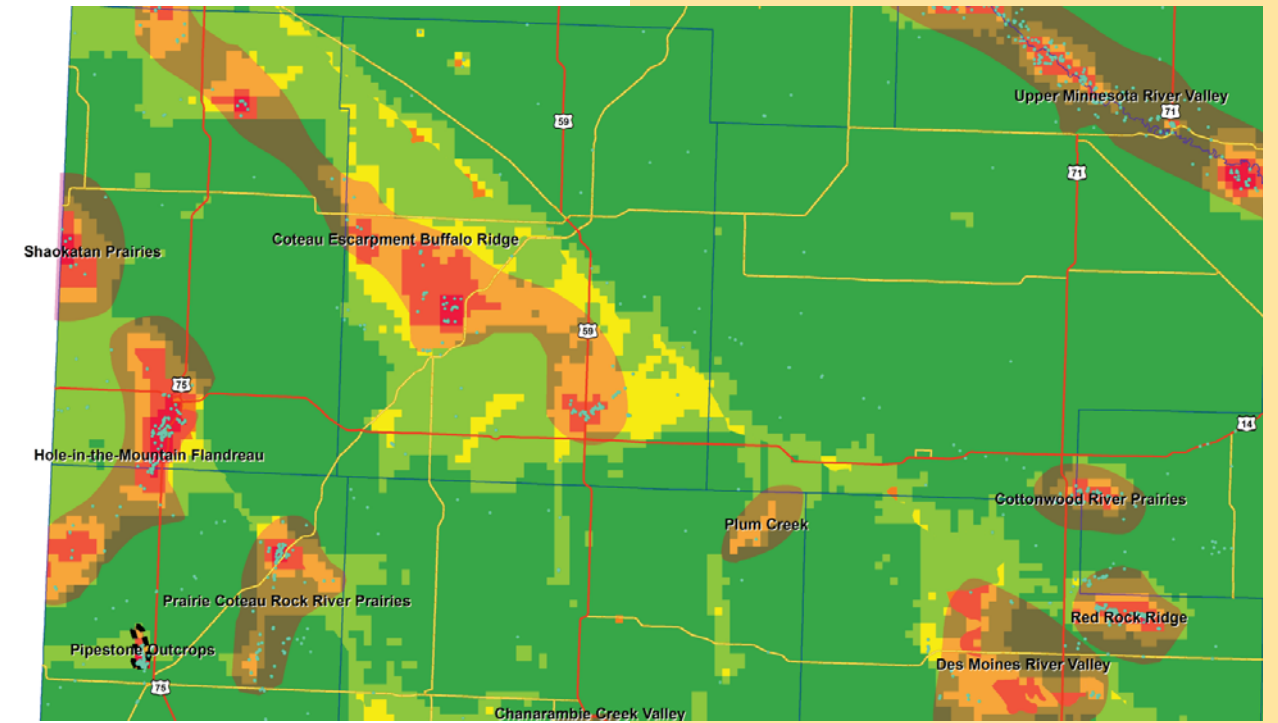 Upper Minnesota River Valley
71
59
71
Coteau Escarpment Buffalo Ridge
Shaokatan Prairies
59
75
14
Hole-in-the-Mountain Flandreau
Cottonwood River Prairies
Plum Creek
Prairie Coteau Rock River Prairies
Red Rock Ridge
Pipestone Outcrops
Des Moines River Valley
75
Chanarambie Creek Valley